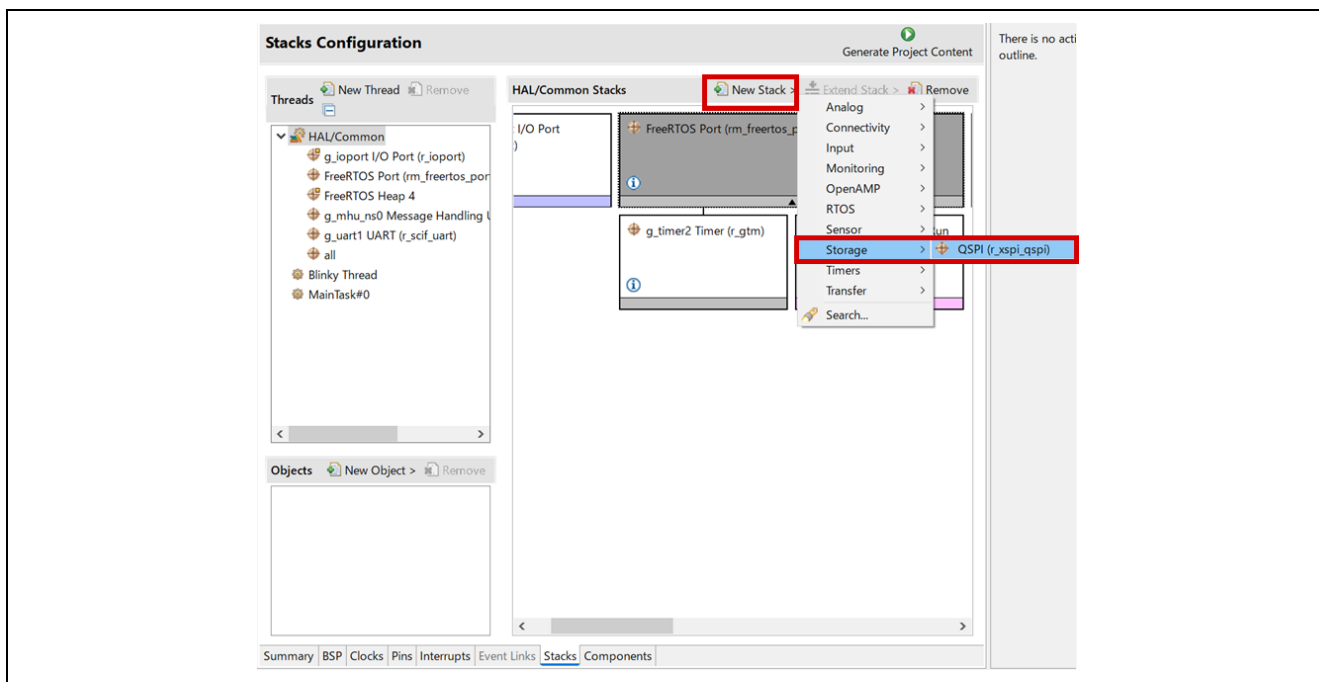 Stacks Configuration
Generate Project Content
There is no acti
outline.
Threads New Thread Remove
HAL/Common
g_ioport I/O Port (r_ioport)
FreeRTOS Port (rm_freertos_por
FreeRTOS Heap 4
g_mhu_ns0 Message Handling U
g_uart1 UART (r_scif_uart)
all
Blinky Thread
MainTask#0
Objects New Object > Remove
HAL/Common Stacks New Stack > Extend Stack > Remove
I/O Port
)
FreeRTOS Port (rm_freertos_p
g_timer2 Timer (r_gtm)
un
Analog >
Connectivity >
Input >
Monitoring >
OpenAMP >
RTOS >
Sensor >
Storage > QSPI (r_xspi_qspi)
Timers >
Transfer >
Search...
Summary BSP Clocks Pins Interrupts Event Links Stacks Components